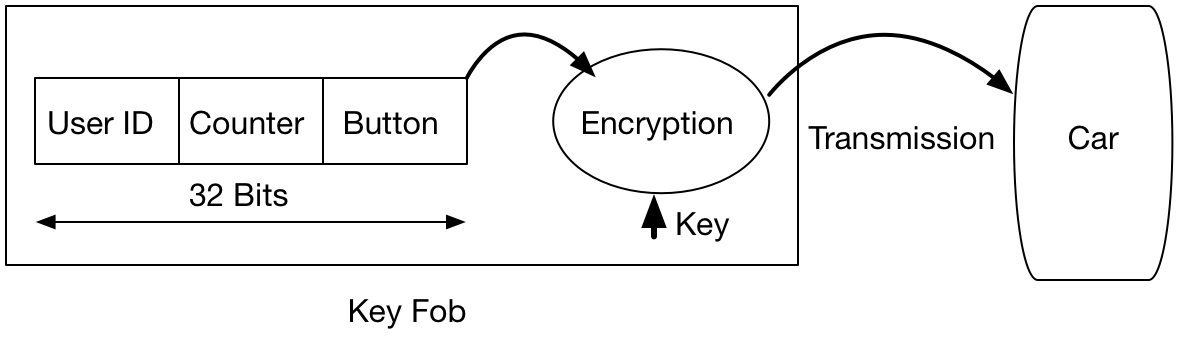 User ID
Counter
Button
32 Bits
Encryption
Key
Transmission
Car
Key Fob